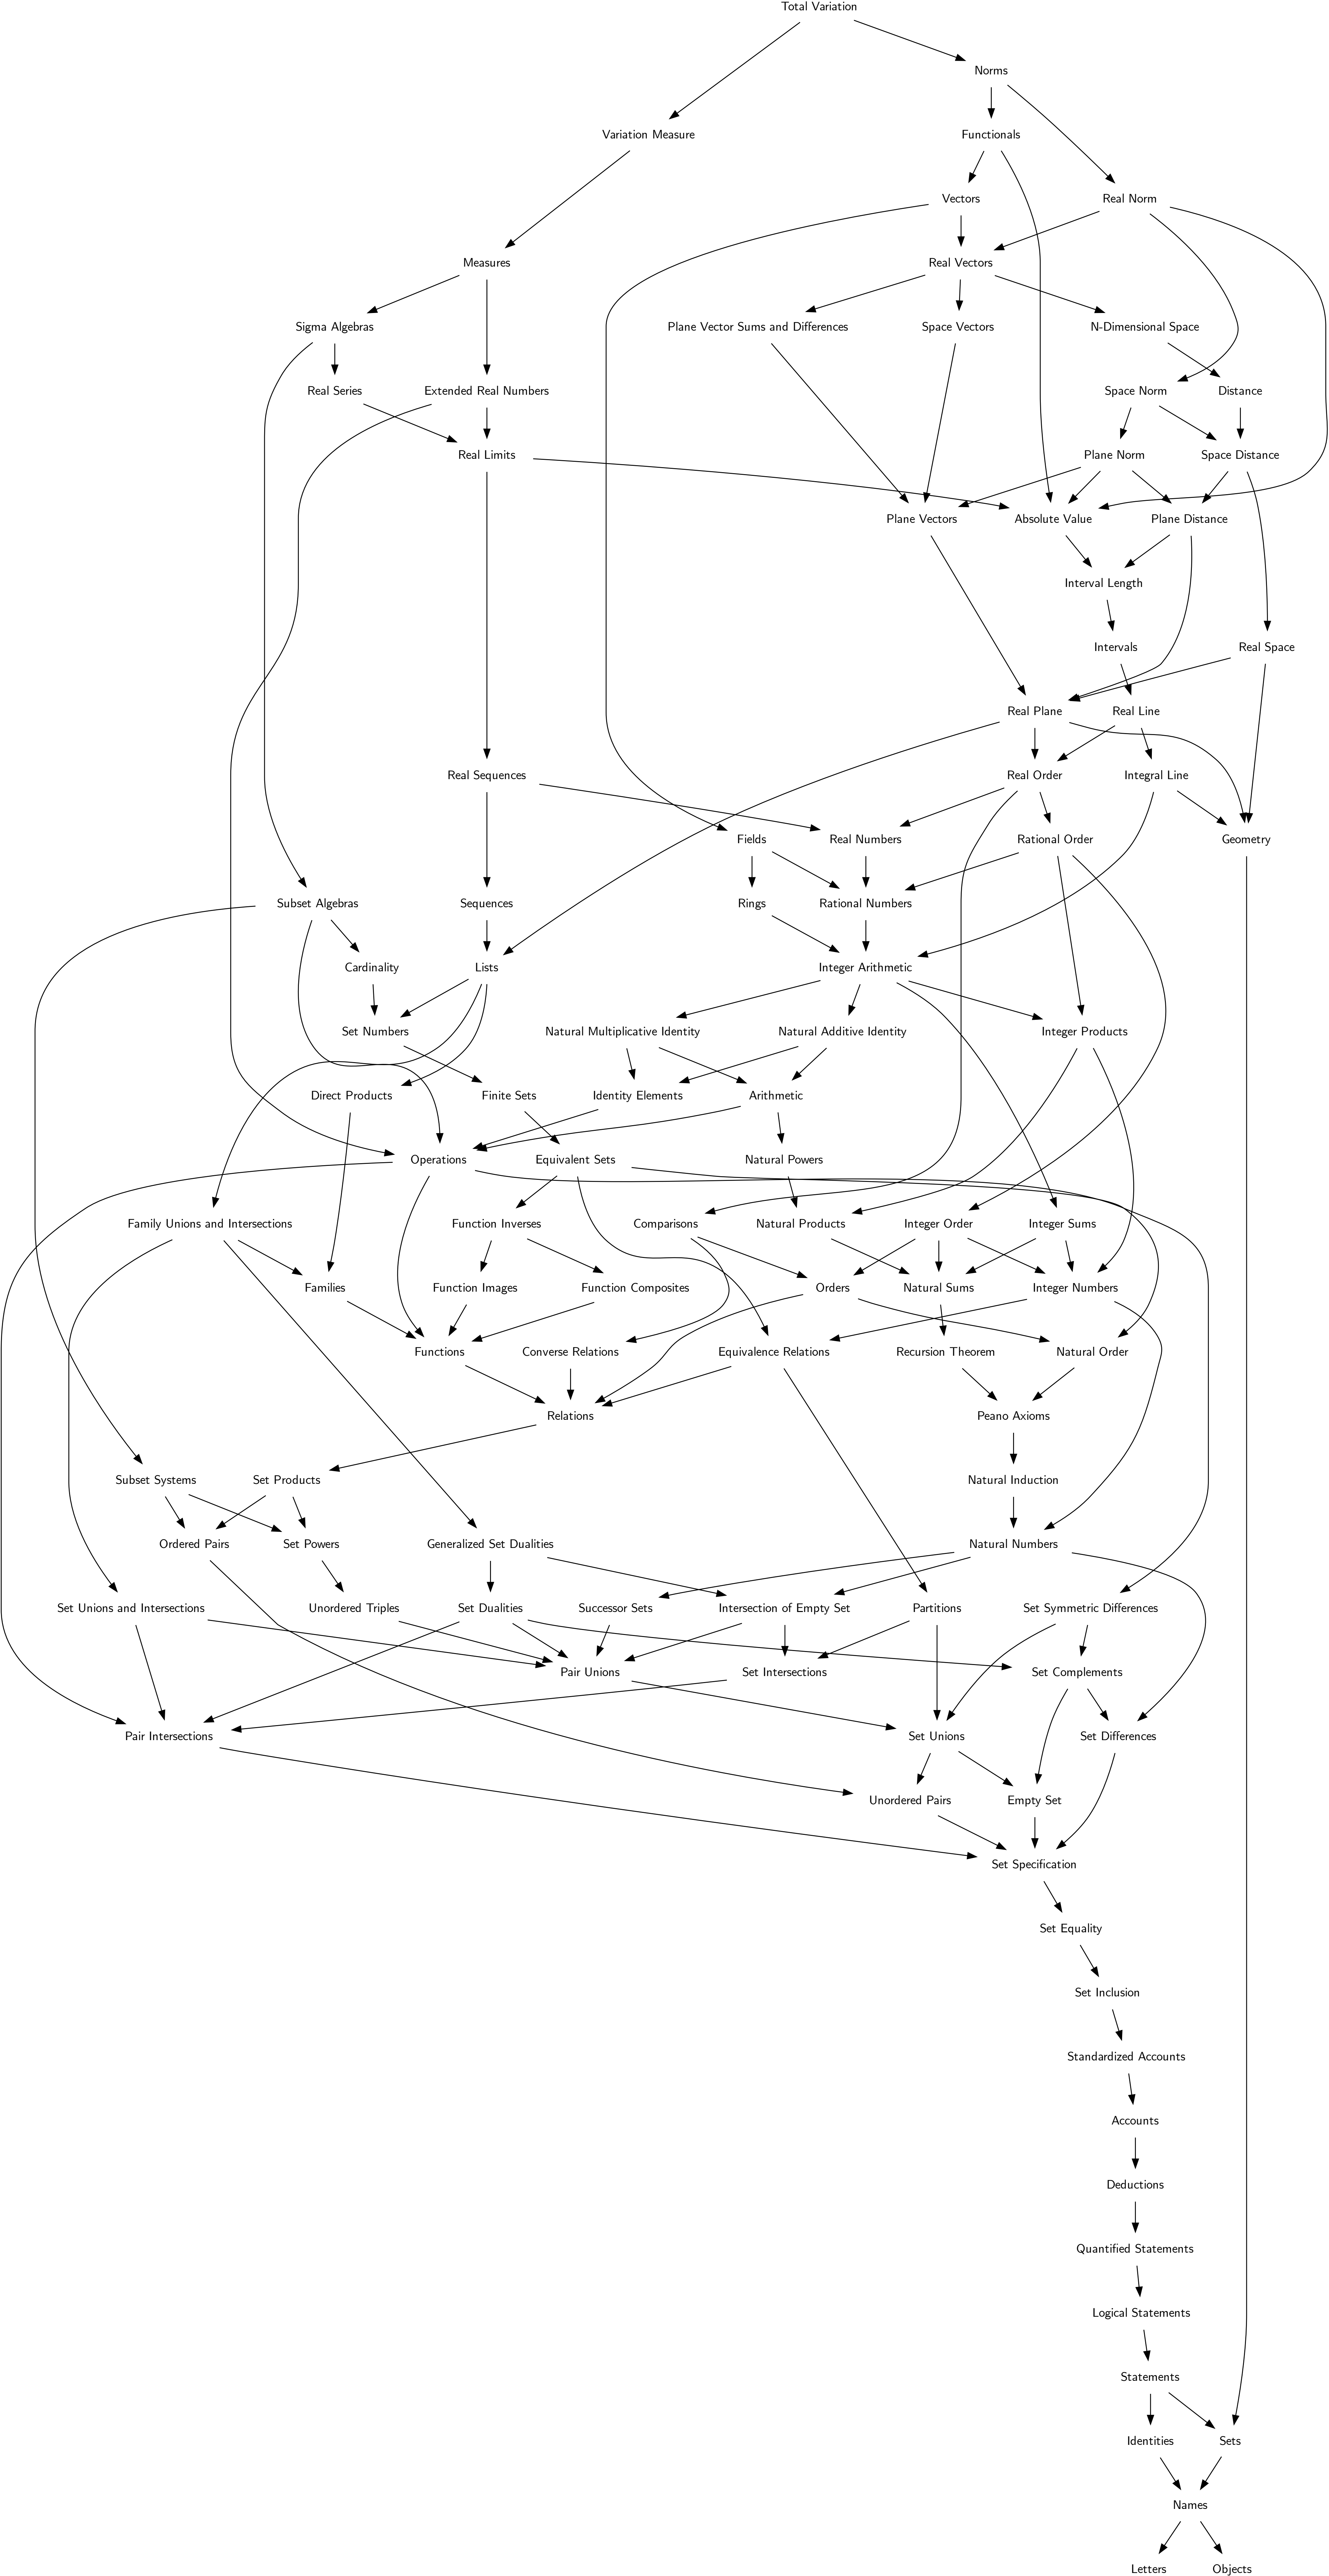 Total Variation
Norms
Variation Measure
Functionals
Vectors
Real Norm
Measures
Real Vectors
Sigma Algebras
Plane Vector Sums and Differences
Space Vectors
N-Dimensional Space
Real Series
Extended Real Numbers
Space Norm
Distance
Real Limits
Plane Norm
Space Distance
Plane Vectors
Absolute Value
Plane Distance
Interval Length
Intervals
Real Space
Real Plane
Real Line
Real Sequences
Real Order
Integral Line
Fields
Real Numbers
Rational Order
Geometry
Subset Algebras
Sequences
Rings
Rational Numbers
Cardinality
Lists
Integer Arithmetic
Set Numbers
Natural Multiplicative Identity
Natural Additive Identity
Integer Products
Direct Products
Finite Sets
Identity Elements
Arithmetic
Operations
Equivalent Sets
Natural Powers
Family Unions and Intersections
Function Inverses
Comparisons
Natural Products
Integer Order
Integer Sums
Families
Function Images
Function Composites
Orders
Natural Sums
Integer Numbers
Functions
Converse Relations
Equivalence Relations
Recursion Theorem
Natural Order
Relations
Peano Axioms
Subset Systems
Set Products
Natural Induction
Ordered Pairs
Set Powers
Generalized Set Dualities
Natural Numbers
Set Unions and Intersections
Unordered Triples
Set Dualities
Successor Sets
Intersection of Empty Set
Partitions
Set Symmetric Differences
Pair Unions
Set Intersections
Set Complements
Pair Intersections
Set Unions
Set Differences
Unordered Pairs
Empty Set
Set Specification
Set Equality
Set Inclusion
Standardized Accounts
Accounts
Deductions
Quantified Statements
Logical Statements
Statements
Identities
Sets
Names
Letters
Objects